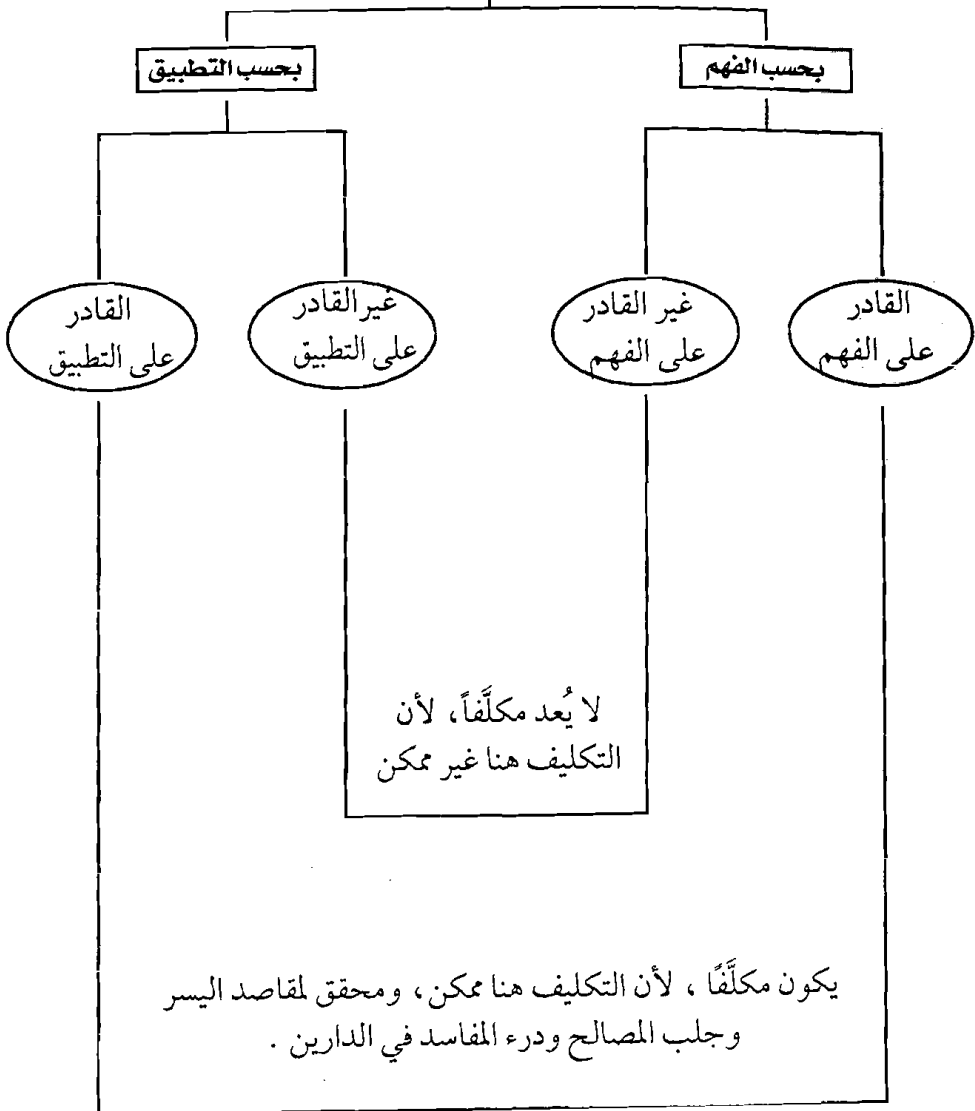 بحسب الفهم
بحسب التطبيق
القادر
على الفهم
غير القادر
على الفهم
غير القادر
على التطبيق
القادر
على التطبيق
لا يُعد مكلَّفاً، لأن
التكليف هنا غير ممكن
يكون مكلَّفًا ، لأن التكليف هنا ممكن، ومحقق لمقاصد اليسر
وجلب المصالح ودرء المفاسد في الدارين .